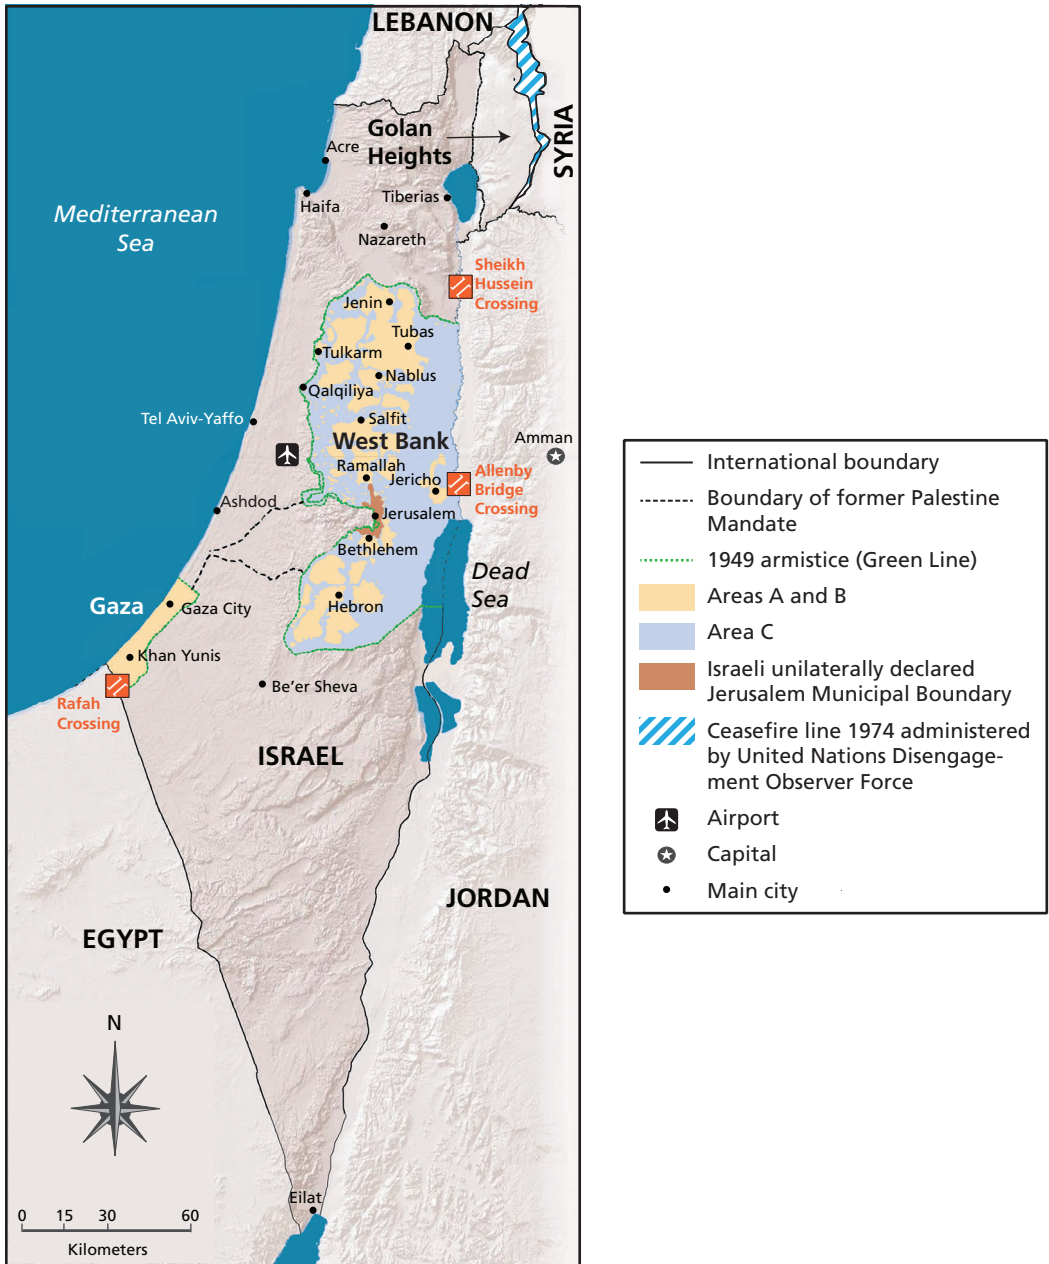 LEBANON
SYRIA
Golan
Heights
Acre
Haifa
Tiberias
Nazareth
Mediterranean
Sea
Sheikh
Hussein
Crossing
Jenin
Tubas
Tulkarm
Nablus
Qalqiliya
Salfit
Tel Aviv-Yaffo
West Bank
Amman
Ramallah
Jericho
Allenby
Bridge
Crossing
Ashdod
Jerusalem
Bethlehem
Dead
Sea
Gaza
Gaza City
Hebron
Khan Yunis
Be'er Sheva
Rafah
Crossing
ISRAEL
JORDAN
EGYPT
N
Eilat
0 15 30 60
Kilometers
International boundary
Boundary of former Palestine
Mandate
1949 armistice (Green Line)
Areas A and B
Area C
Israeli unilaterally declared
Jerusalem Municipal Boundary
Ceasefire line 1974 administered
by United Nations Disengage-
ment Observer Force
Airport
Capital
Main city